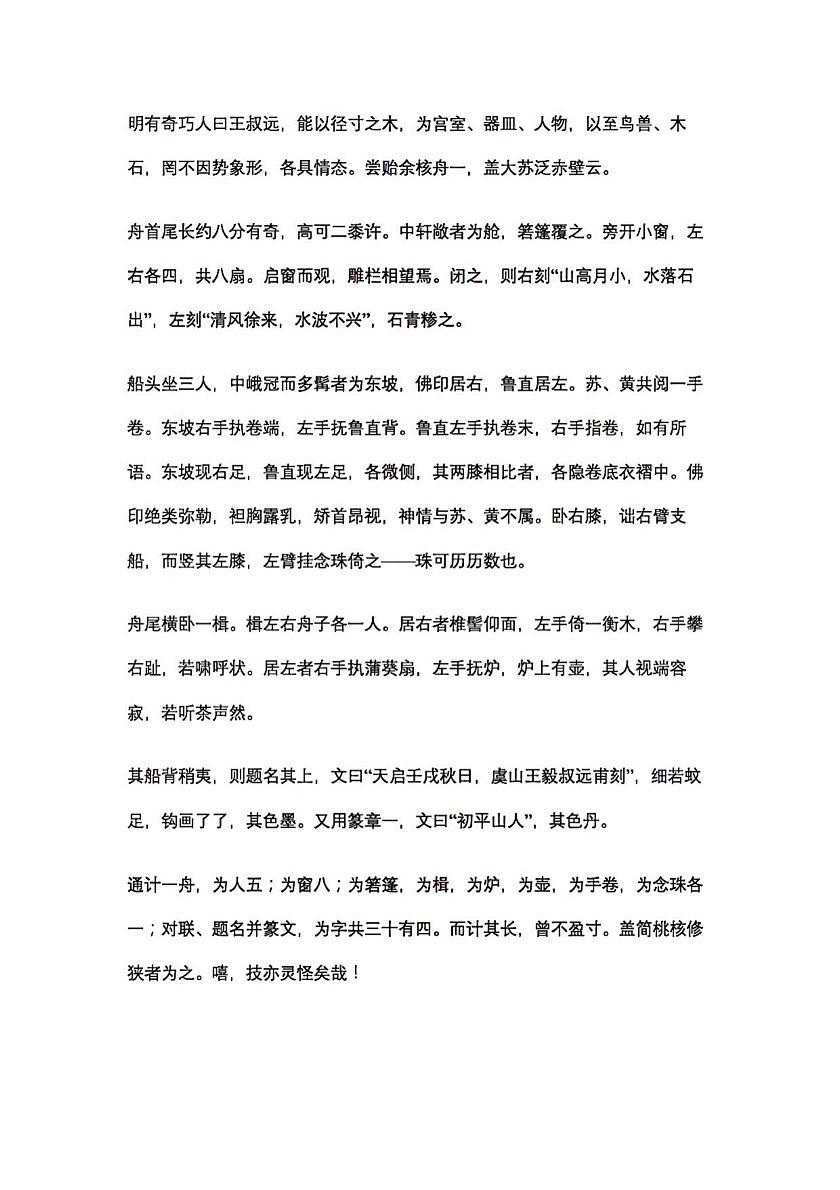 明有奇巧人曰王叔远，能以径寸之木，为宫室、器皿、人物，以至鸟兽、木
石，罔不因势象形，各具情态。尝贻余核舟一，盖大苏泛赤壁云。
舟首尾长约八分有奇，高可二黍许。中轩敞者为舱，箬篷覆之。旁开小窗，左
右各四，共八扇。启窗而观，雕栏相望焉。闭之，则右刻“山高月小，水落石
出”，左刻“清风徐来，水波不兴”，石青糁之。
船头坐三人，中峨冠而多髯者为东坡，佛印居右，鲁直居左。苏、黄共阅一手
卷。东坡右手执卷端，左手抚鲁直背。鲁直左手执卷末，右手指卷，如有所
语。东坡现右足，鲁直现左足，各微侧，其两膝相比者，各隐卷底衣褶中。佛
印绝类弥勒，袒胸露乳，矫首昂视，神情与苏、黄不属。卧右膝，诎右臂支
船，而竖其左膝，左臂挂念珠倚之——珠可历历数也。
舟尾横卧一楫。楫左右舟子各一人。居右者椎髻仰面，左手倚一衡木，右手攀
右趾，若啸呼状。居左者右手执蒲葵扇，左手抚炉，炉上有壶，其人视端容
寂，若听茶声然。
其船背稍夷，则题名其上，文曰“天启壬戌秋日，虞山王毅叔远甫刻”，细若蚊
足，钩画了了，其色墨。又用篆章一，文曰“初平山人”，其色丹。
通计一舟，为人五；为窗八；为箬篷，为楫，为炉，为壶，为手卷，为念珠各
一；对联、题名并篆文，为字共三十有四。而计其长，曾不盈寸。盖简桃核修
狭者为之。嘻，技亦灵怪矣哉！